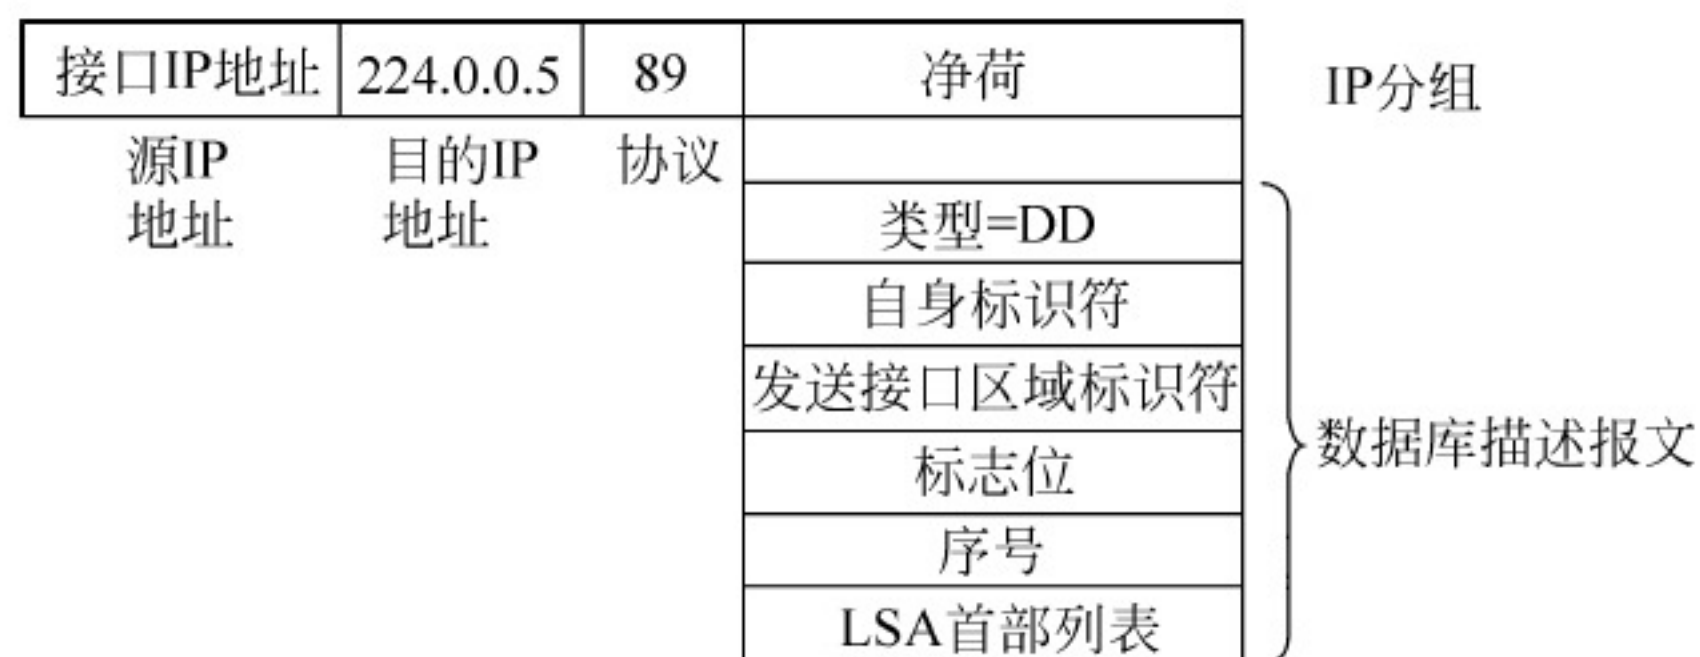 接口IP地址 224.0.0.5 89 净荷 IP分组
源IP 目的IP 协议
地址 地址
类型=DD
自身标识符
发送接口区域标识符
标志位
数据库描述报文
序号
LSA首部列表